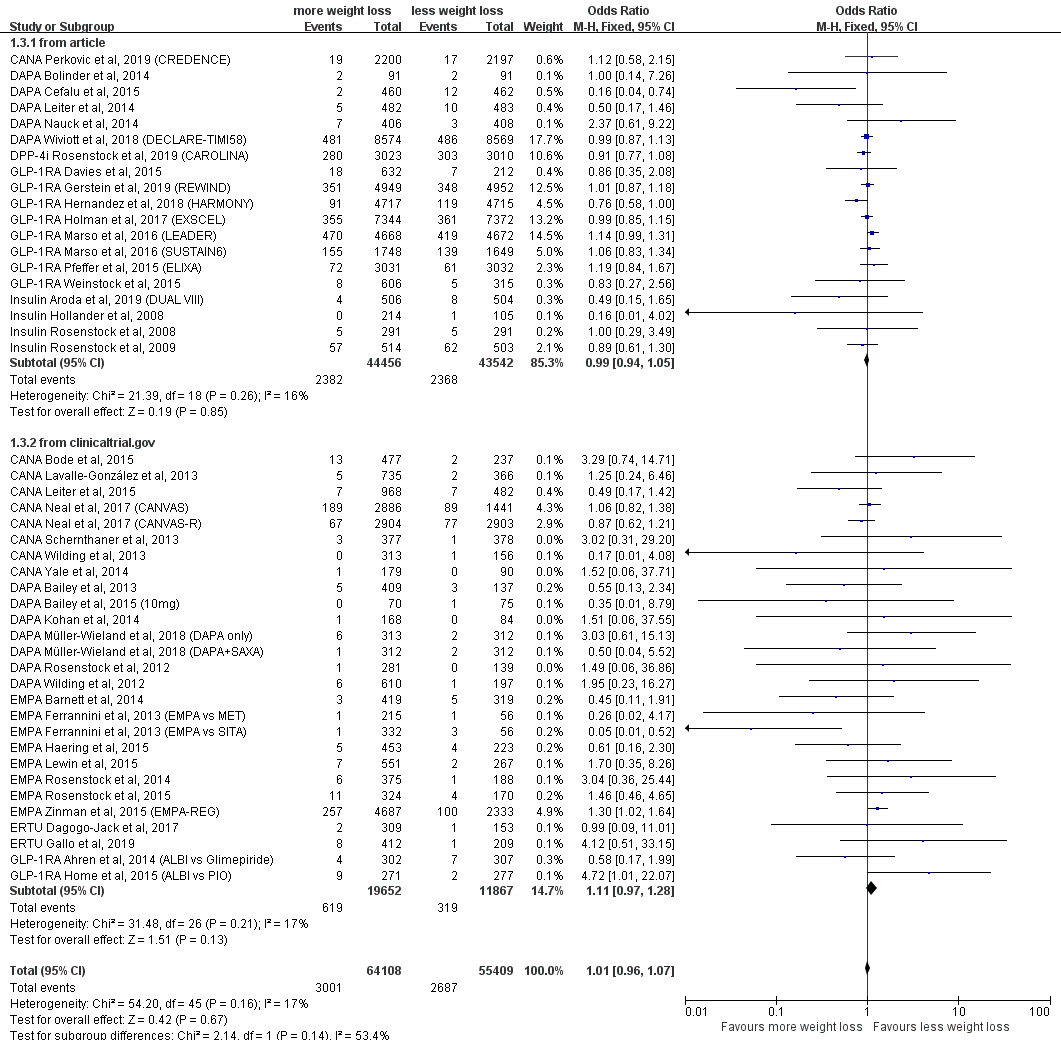 more weight loss less weight loss Odds Ratio Odds Ratio
Study or Subgroup Events Total Events Total Weight M-H, Fixed, 95% CI M-H, Fixed, 95% CI
1.3.1 from article
CANA Perkovic et al, 2019 (CREDENCE) 19 2200 17 2197 0.6% 1.12 [0.58, 2.15]
DAPA Bolinder et al, 2014 2 91 2 91 0.1% 1.00 [0.14, 7.26]
DAPA Cefalu et al, 2015 2 460 12 462 0.5% 0.16 [0.04, 0.74]
DAPA Leiter et al, 2014 5 482 10 483 0.4% 0.50 [0.17, 1.46]
DAPA Nauck et al, 2014 7 406 3 408 0.1% 2.37 [0.61, 9.22]
DAPA Wiviott et al, 2018 (DECLARE-TIMI58) 481 8574 486 8569 17.7% 0.99 [0.87, 1.13]
DPP-4i Rosenstock et al, 2019 (CAROLINA) 280 3023 303 3010 10.6% 0.91 [0.77, 1.08]
GLP-1RA Davies et al, 2015 18 632 7 212 0.4% 0.86 [0.35, 2.08]
GLP-1RA Gerstein et al, 2019 (REWIND) 351 4949 348 4952 12.5% 1.01 [0.87, 1.18]
GLP-1RA Hernandez et al, 2018 (HARMONY) 91 4717 119 4715 4.5% 0.76 [0.58, 1.00]
GLP-1RA Holman et al, 2017 (EXSCEL) 355 7344 361 7372 13.2% 0.99 [0.85, 1.15]
GLP-1RA Marso et al, 2016 (LEADER) 470 4668 419 4672 14.5% 1.14 [0.99, 1.31]
GLP-1RA Marso et al, 2016 (SUSTAIN6) 155 1748 139 1649 5.0% 1.06 [0.83, 1.34]
GLP-1RA Pfeffer et al, 2015 (ELIXA) 72 3031 61 3032 2.3% 1.19 [0.84, 1.67]
GLP-1RA Weinstock et al, 2015 8 606 5 315 0.3% 0.83 [0.27, 2.56]
Insulin Aroda et al, 2019 (DUAL VIII) 4 506 8 504 0.3% 0.49 [0.15, 1.65]
Insulin Hollander et al, 2008 0 214 1 105 0.1% 0.16 [0.01, 4.02]
Insulin Rosenstock et al, 2008 5 291 5 291 0.2% 1.00 [0.29, 3.49]
Insulin Rosenstock et al, 2009 57 514 62 503 2.1% 0.89 [0.61, 1.30]
Subtotal (95% CI) 44456 43542 85.3% 0.99 [0.94, 1.05]
Total events 2382 2368
Heterogeneity: Chi² = 21.39, df = 18 (P = 0.26); I² = 16%
Test for overall effect: Z = 0.19 (P = 0.85)
1.3.2 from clinicaltrial.gov
CANA Bode et al, 2015 13 477 2 237 0.1% 3.29 [0.74, 14.71]
CANA Lavalle-González et al, 2013 5 735 2 366 0.1% 1.25 [0.24, 6.46]
CANA Leiter et al, 2015 7 968 7 482 0.4% 0.49 [0.17, 1.42]
CANA Neal et al, 2017 (CANVAS) 189 2886 89 1441 4.3% 1.06 [0.82, 1.38]
CANA Neal et al, 2017 (CANVAS-R) 67 2904 77 2903 2.9% 0.87 [0.62, 1.21]
CANA Schernthaner et al, 2013 3 377 1 378 0.0% 3.02 [0.31, 29.20]
CANA Wilding et al, 2013 0 313 1 156 0.1% 0.17 [0.01, 4.08]
CANA Yale et al, 2014 1 179 0 90 0.0% 1.52 [0.06, 37.71]
DAPA Bailey et al, 2013 5 409 3 137 0.2% 0.55 [0.13, 2.34]
DAPA Bailey et al, 2015 (10mg) 0 70 1 75 0.1% 0.35 [0.01, 8.79]
DAPA Kohan et al, 2014 1 168 0 84 0.0% 1.51 [0.06, 37.55]
DAPA Müller-Wieland et al, 2018 (DAPA only) 6 313 2 312 0.1% 3.03 [0.61, 15.13]
DAPA Müller-Wieland et al, 2018 (DAPA+SAXA) 1 312 2 312 0.1% 0.50 [0.04, 5.52]
DAPA Rosenstock et al, 2012 1 281 0 139 0.0% 1.49 [0.06, 36.86]
DAPA Wilding et al, 2012 6 610 1 197 0.1% 1.95 [0.23, 16.27]
EMPA Barnett et al, 2014 3 419 5 319 0.2% 0.45 [0.11, 1.91]
EMPA Ferrannini et al, 2013 (EMPA vs MET) 1 215 1 56 0.1% 0.26 [0.02, 4.17]
EMPA Ferrannini et al, 2013 (EMPA vs SITA) 1 332 3 56 0.2% 0.05 [0.01, 0.52]
EMPA Haering et al, 2015 5 453 4 223 0.2% 0.61 [0.16, 2.30]
EMPA Lewin et al, 2015 7 551 2 267 0.1% 1.70 [0.35, 8.26]
EMPA Rosenstock et al, 2014 6 375 1 188 0.1% 3.04 [0.36, 25.44]
EMPA Rosenstock et al, 2015 11 324 4 170 0.2% 1.46 [0.46, 4.65]
EMPA Zinman et al, 2015 (EMPA-REG) 257 4687 100 2333 4.9% 1.30 [1.02, 1.64]
ERTU Dagogo-Jack et al, 2017 2 309 1 153 0.1% 0.99 [0.09, 11.01]
ERTU Gallo et al, 2019 8 412 1 209 0.1% 4.12 [0.51, 33.15]
GLP-1RA Ahren et al, 2014 (ALBI vs Glimepiride) 4 302 7 307 0.3% 0.58 [0.17, 1.99]
GLP-1RA Home et al, 2015 (ALBI vs PIO) 9 271 2 277 0.1% 4.72 [1.01, 22.07]
Subtotal (95% CI) 19652 11867 14.7% 1.11 [0.97, 1.28]
Total events 619 319
Heterogeneity: Chi² = 31.48, df = 26 (P = 0.21); I² = 17%
Test for overall effect: Z = 1.51 (P = 0.13)
Total (95% CI) 64108 55409 100.0% 1.01 [0.96, 1.07]
Total events 3001 2687
Heterogeneity: Chi² = 54.20, df = 45 (P = 0.16); I² = 17%
Test for overall effect: Z = 0.42 (P = 0.67)
Test for subgroup differences: Chi² = 2.14, df = 1 (P = 0.14), I² = 53.4%
0.01 0.1 1 10 100
Favours more weight loss Favours less weight loss